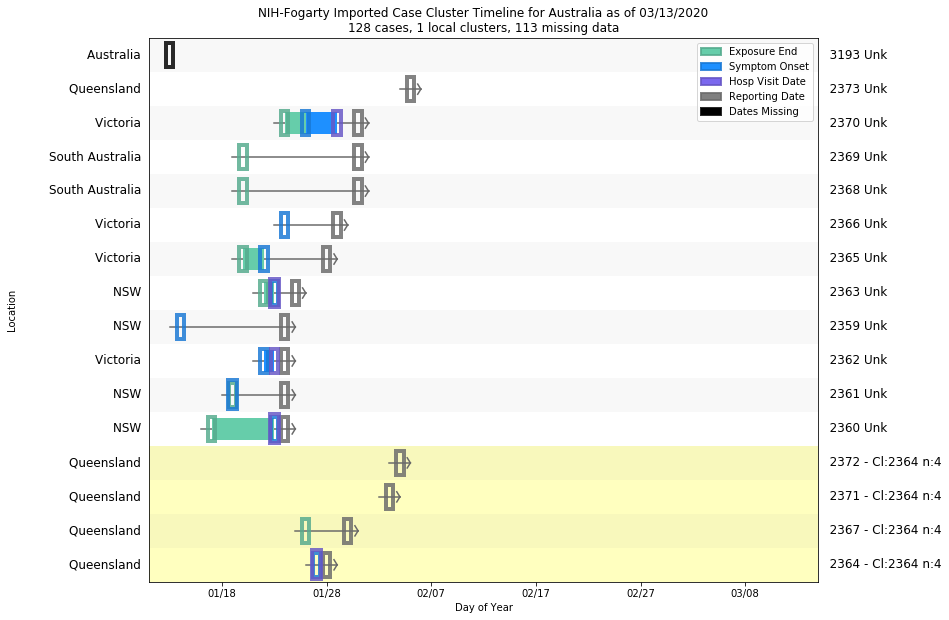 NIH-Fogarty Imported Case Cluster Timeline for Australia as of 03/13/2020
128 cases, 1 local clusters, 113 missing data
Exposure End
Symptom Onset
Hosp Visit Date
Reporting Date
Dates Missing
Location
Australia 3193 Unk
Queensland 2373 Unk
Victoria 2370 Unk
South Australia 2369 Unk
South Australia 2368 Unk
Victoria 2366 Unk
Victoria 2365 Unk
NSW 2363 Unk
NSW 2359 Unk
Victoria 2362 Unk
NSW 2361 Unk
NSW 2360 Unk
Queensland 2372 - Cl:2364 n:4
Queensland 2371 - Cl:2364 n:4
Queensland 2367 - Cl:2364 n:4
Queensland 2364 - Cl:2364 n:4
01/18 01/28 02/07 02/17 02/27 03/08
Day of Year